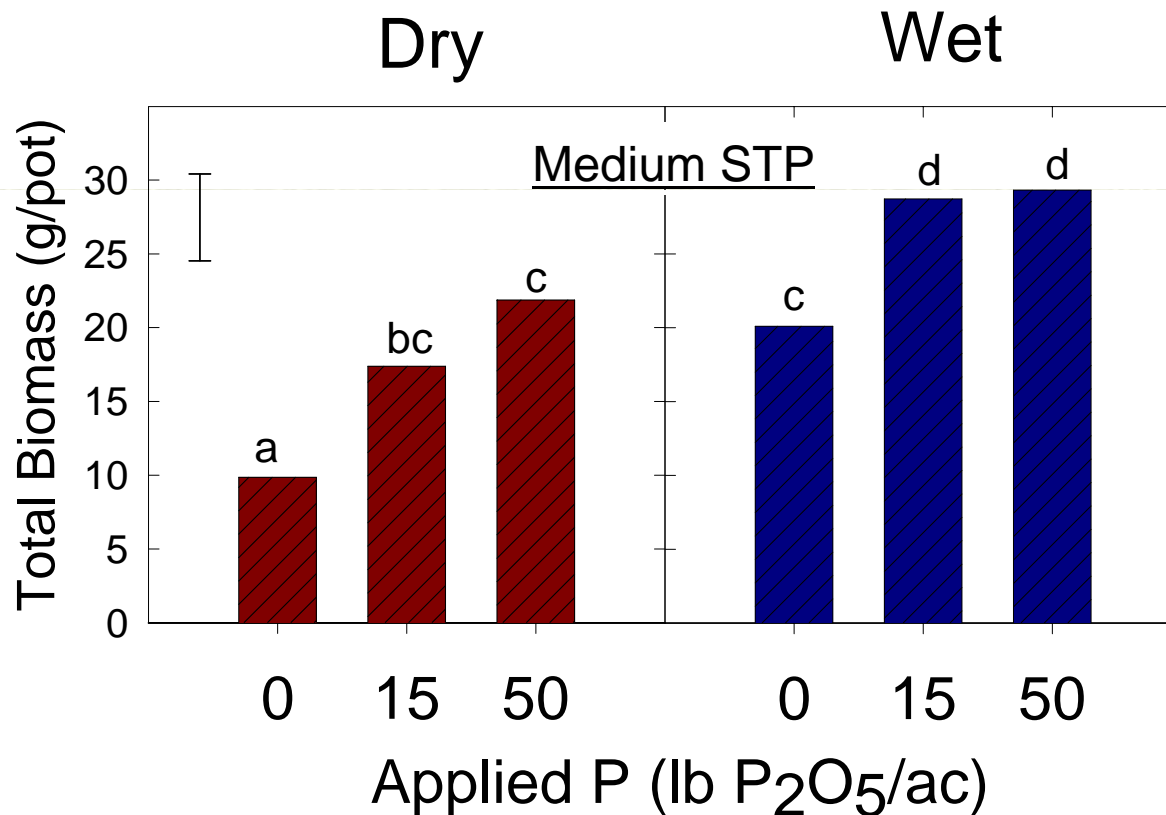 Dry Wet
Total Biomass (g/pot)
Medium STP
30
25
20
15
10
5
0
a
bc
c
c
d
d
0 15 50 0 15 50
Applied P (lb P₂O₅/ac)